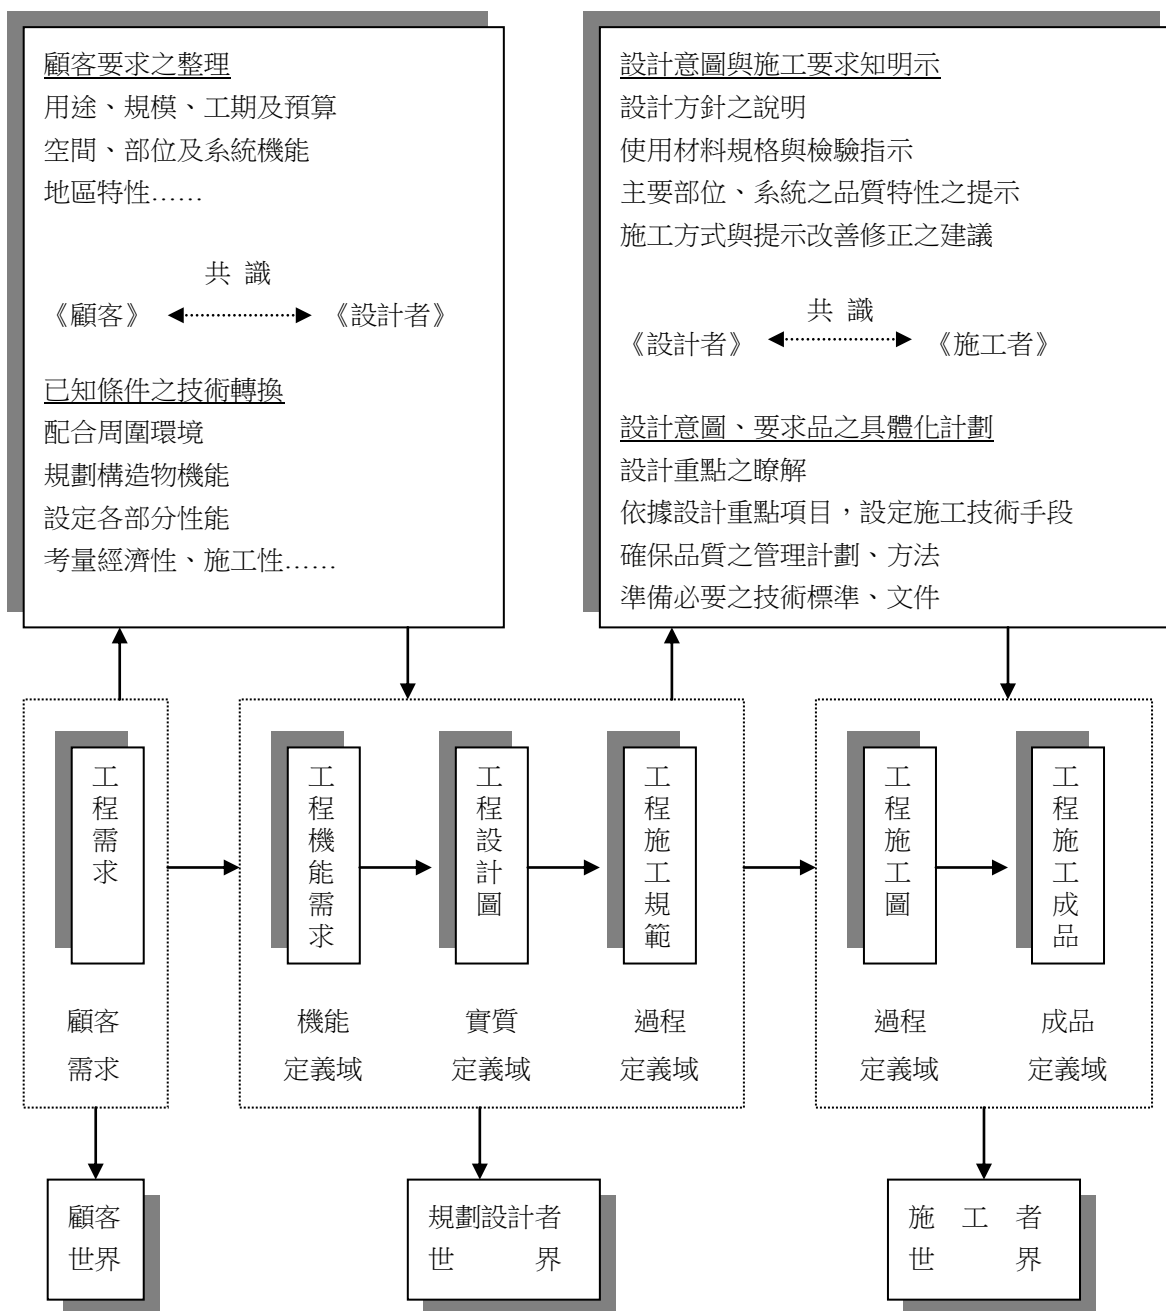 顧客要求之整理
用途、規模、工期及預算
空間、部位及系統機能
地區特性……
共 識
《顧客》 《設計者》
已知條件之技術轉換
配合周圍環境
規劃構造物機能
設定各部分性能
考量經濟性、施工性……
設計意圖與施工要求知明示
設計方針之說明
使用材料規格與檢驗指示
主要部位、系統之品質特性之提示
施工方式與提示改善修正之建議
共 識
《設計者》 《施工者》
設計意圖、要求品之具體化計劃
設計重點之瞭解
依據設計重點項目，設定施工技術手段
確保品質之管理計劃、方法
準備必要之技術標準、文件
工程需求
工程機能需求
工程設計圖
工程施工規範
工程施工圖
工程施工成品
顧客
需求
機能
定義域
實質
定義域
過程
定義域
過程
定義域
成品
定義域
顧客
世界
規劃設計者
世 界
施 工 者
世 界